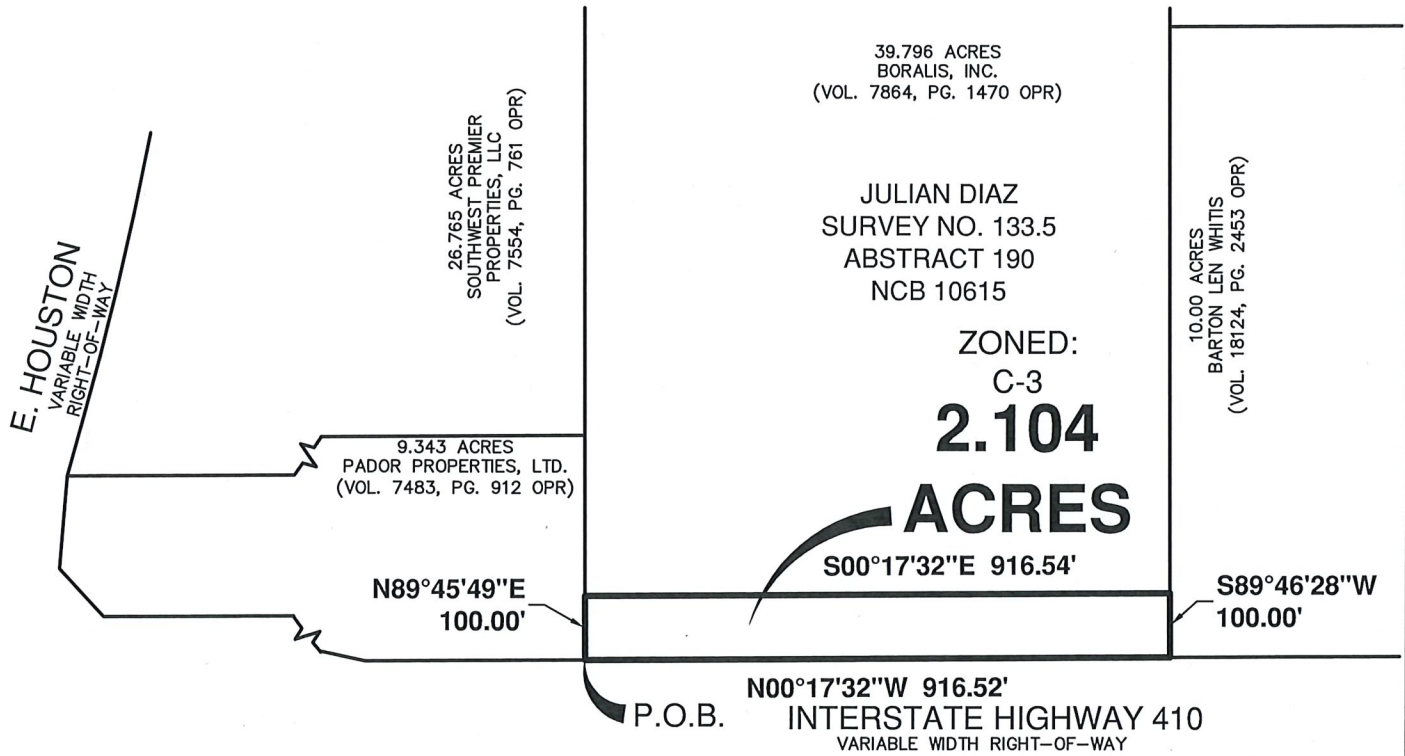 39.796 ACRES
BORALIS, INC.
(VOL. 7864, PG. 1470 OPR)
26.765 ACRES
SOUTHWEST PREMIER
PROPERTIES, LLC
(VOL. 7554, PG. 761 OPR)
JULIAN DIAZ
SURVEY NO. 133.5
ABSTRACT 190
NCB 10615
10.00 ACRES
BARTON LEN WHITIS
(VOL. 18124, PG. 2453 OPR)
E. HOUSTON
VARIABLE WIDTH
RIGHT-OF-WAY
ZONED:
C-3
2.104
ACRES
9.343 ACRES
PADOR PROPERTIES, LTD.
(VOL. 7483, PG. 912 OPR)
S00°17'32"E 916.54'
N89°45'49"E
100.00'
S89°46'28"W
100.00'
N00°17'32"W 916.52'
P.O.B.
INTERSTATE HIGHWAY 410
VARIABLE WIDTH RIGHT-OF-WAY